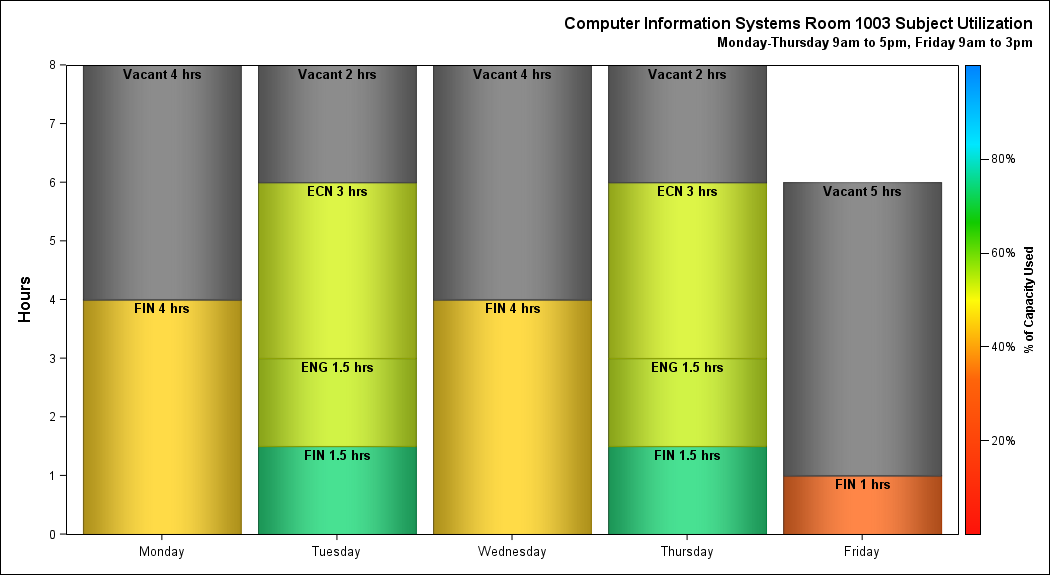 Computer Information Systems Room 1003 Subject Utilization
Monday-Thursday 9am to 5pm, Friday 9am to 3pm
8
7
6
5
4
3
2
1
0
Hours
Vacant 4 hrs
FIN 4 hrs
Vacant 2 hrs
ECN 3 hrs
ENG 1.5 hrs
FIN 1.5 hrs
Vacant 4 hrs
FIN 4 hrs
Vacant 2 hrs
ECN 3 hrs
ENG 1.5 hrs
FIN 1.5 hrs
Vacant 5 hrs
FIN 1 hrs
Monday
Tuesday
Wednesday
Thursday
Friday
80%
60%
40%
20%
% of Capacity Used